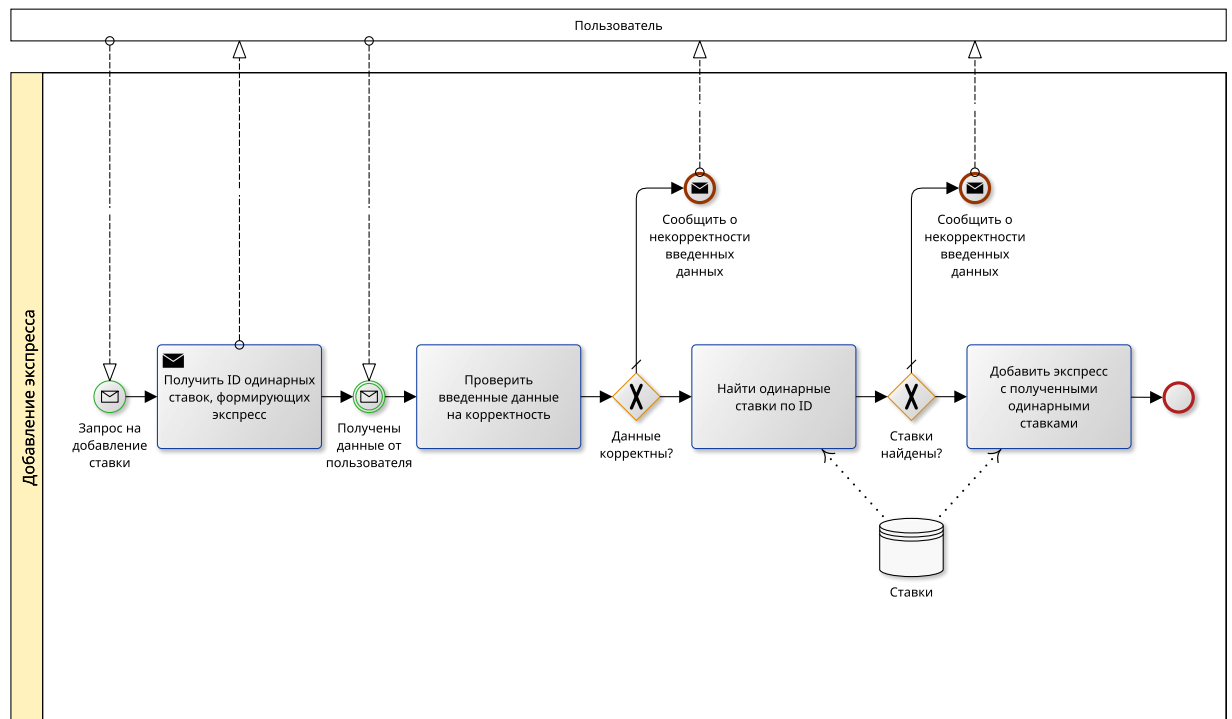 Пользователь
Добавление экспресса
Запрос на
добавление
ставки
Получить ID одинарных
ставок, формирующих
экспресс
Получены
данные от
пользователя
Проверить
введенные данные
на корректность
Данные
корректны?
Сообщить о
некорректности
введенных
данных
Найти одинарные
ставки по ID
Ставки
найдены?
Сообщить о
некорректности
введенных
данных
Добавить экспресс
с полученными
одинарными
ставками
Ставки